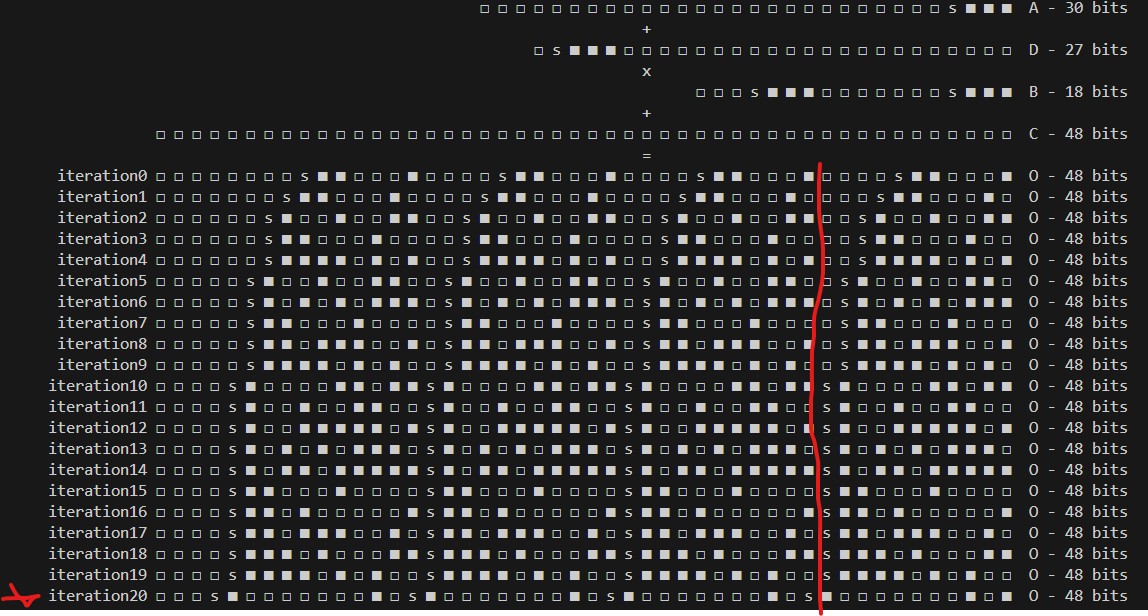 s A - 30 bits
+
s D - 27 bits
x
s s B - 18 bits
+
C - 48 bits
=
iteration0 s s s s O - 48 bits
iteration1 s s s s O - 48 bits
iteration2 s s s s O - 48 bits
iteration3 s s s s O - 48 bits
iteration4 s s s s O - 48 bits
iteration5 s s s s O - 48 bits
iteration6 s s s s O - 48 bits
iteration7 s s s s O - 48 bits
iteration8 s s s s O - 48 bits
iteration9 s s s s O - 48 bits
iteration10 s s s s O - 48 bits
iteration11 s s s s O - 48 bits
iteration12 s s s s O - 48 bits
iteration13 s s s s O - 48 bits
iteration14 s s s s O - 48 bits
iteration15 s s s s O - 48 bits
iteration16 s s s s O - 48 bits
iteration17 s s s s O - 48 bits
iteration18 s s s s O - 48 bits
iteration19 s s s s O - 48 bits
iteration20 s s s s O - 48 bits